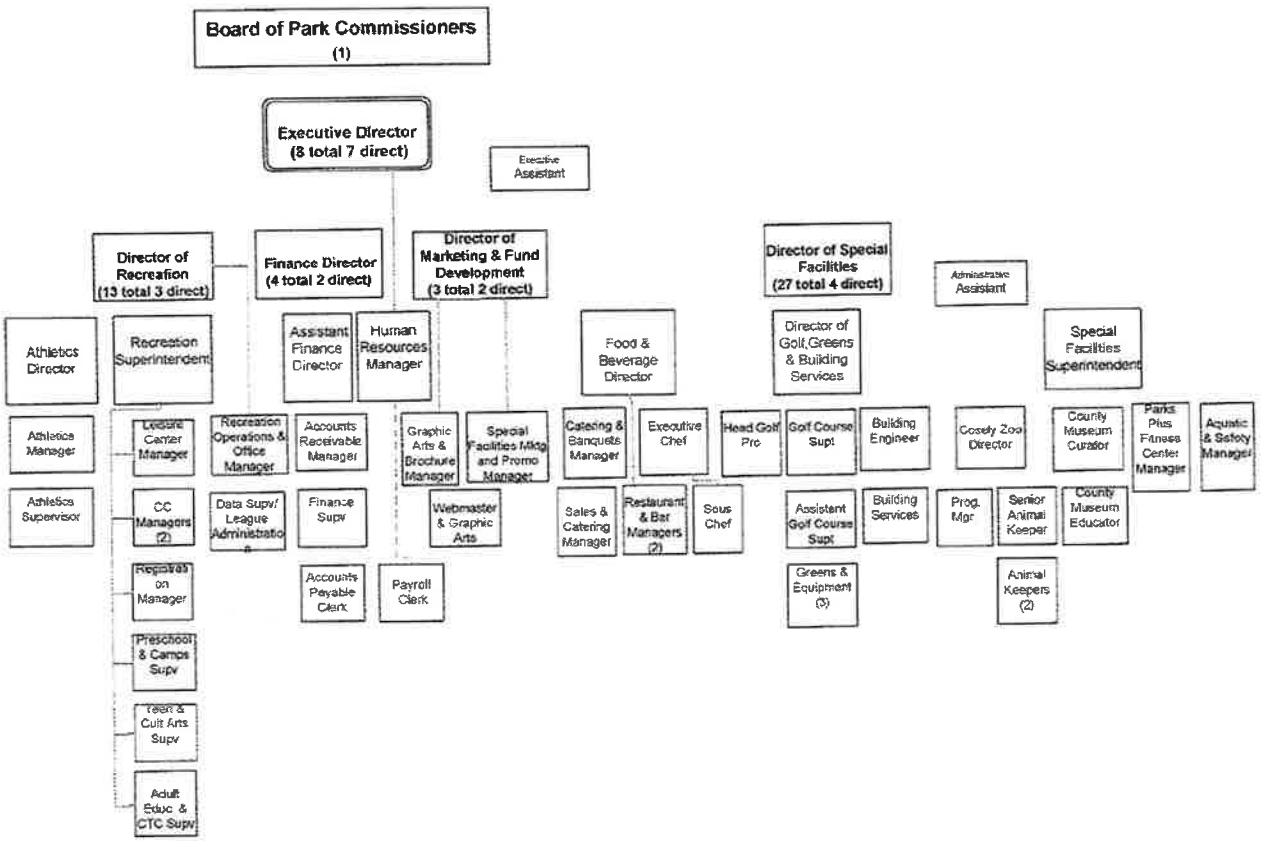 Board of Park Commissioners
(1)
Executive Director
(8 total 7 direct)
Executive
Assistant
Director of
Recreation
(13 total 3 direct)
Finance Director
(4 total 2 direct)
Director of
Marketing & Fund
Development
(3 total 2 direct)
Director of Special
Facilities
(27 total 4 direct)
Administrative
Assistant
Athletics
Director
Recreation
Superintendent
Assistant
Finance
Director
Human
Resources
Manager
Food &
Beverage
Director
Director of
Golf,Greens
& Building
Services
Special
Facilities
Superintendent
Athletics
Manager
Leisure
Center
Manager
Recreation
Operations &
Office
Manager
Accounts
Receivable
Manager
Graphic
Arts &
Brochure
Manager
Special
Facilities Mktg
and Promo
Manager
Catering &
Banquets
Manager
Executive
Chef
Head Golf
Pro
Golf Course
Supt
Building
Engineer
Cosely Zoo
Director
County
Museum
Curator
Parks
Plus
Fitness
Center
Manager
Aquatic
& Safety
Manager
Athletics
Supervisor
CC
Managers
(2)
Data Supv/
League
Administratio
n
Finance
Supv
Webmaster
& Graphic
Arts
Sales &
Catering
Manager
Restaurant
& Bar
Managers
(2)
Sous
Chef
Assistant
Golf Course
Supt
Building
Services
Prog.
Mgr
Senior
Animal
Keeper
County
Museum
Educator
Registrati
on
Manager
Accounts
Payable
Clerk
Payroll
Clerk
Greens &
Equipment
(3)
Animal
Keepers
(2)
Preschool
& Camps
Supv
Teen &
Cult Arts
Supv
Adult
Educ &
CTC Supv